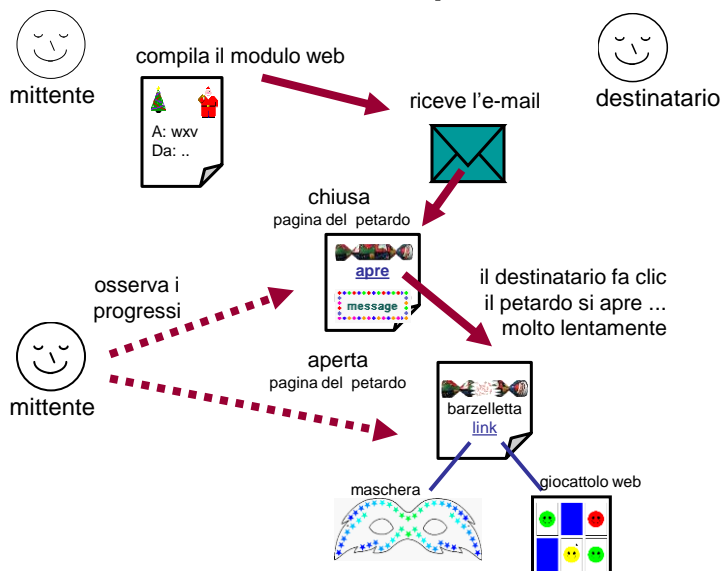 compila il modulo web
mittente
A: wxv
Da: ..
riceve l'e-mail
destinatario
chiusa
pagina del petardo
apre
message
il destinatario fa clic
il petardo si apre ...
molto lentamente
osserva i
progressi
mittente
aperta
pagina del petardo
barzelletta
link
maschera
giocattolo web